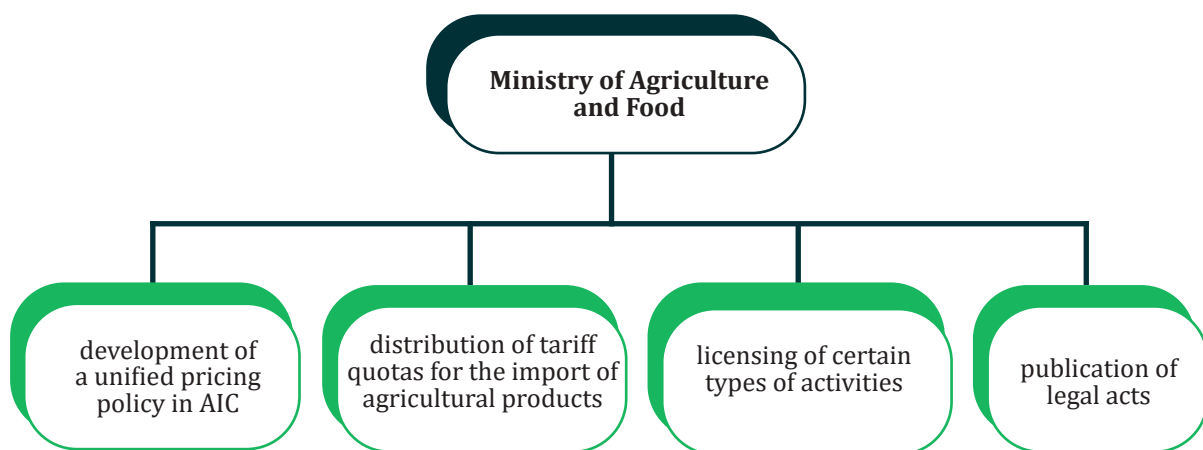 Ministry of Agriculture
and Food
development of
a unified pricing
policy in AIC
distribution of tariff
quotas for the import of
agricultural products
licensing of certain
types of activities
publication of
legal acts